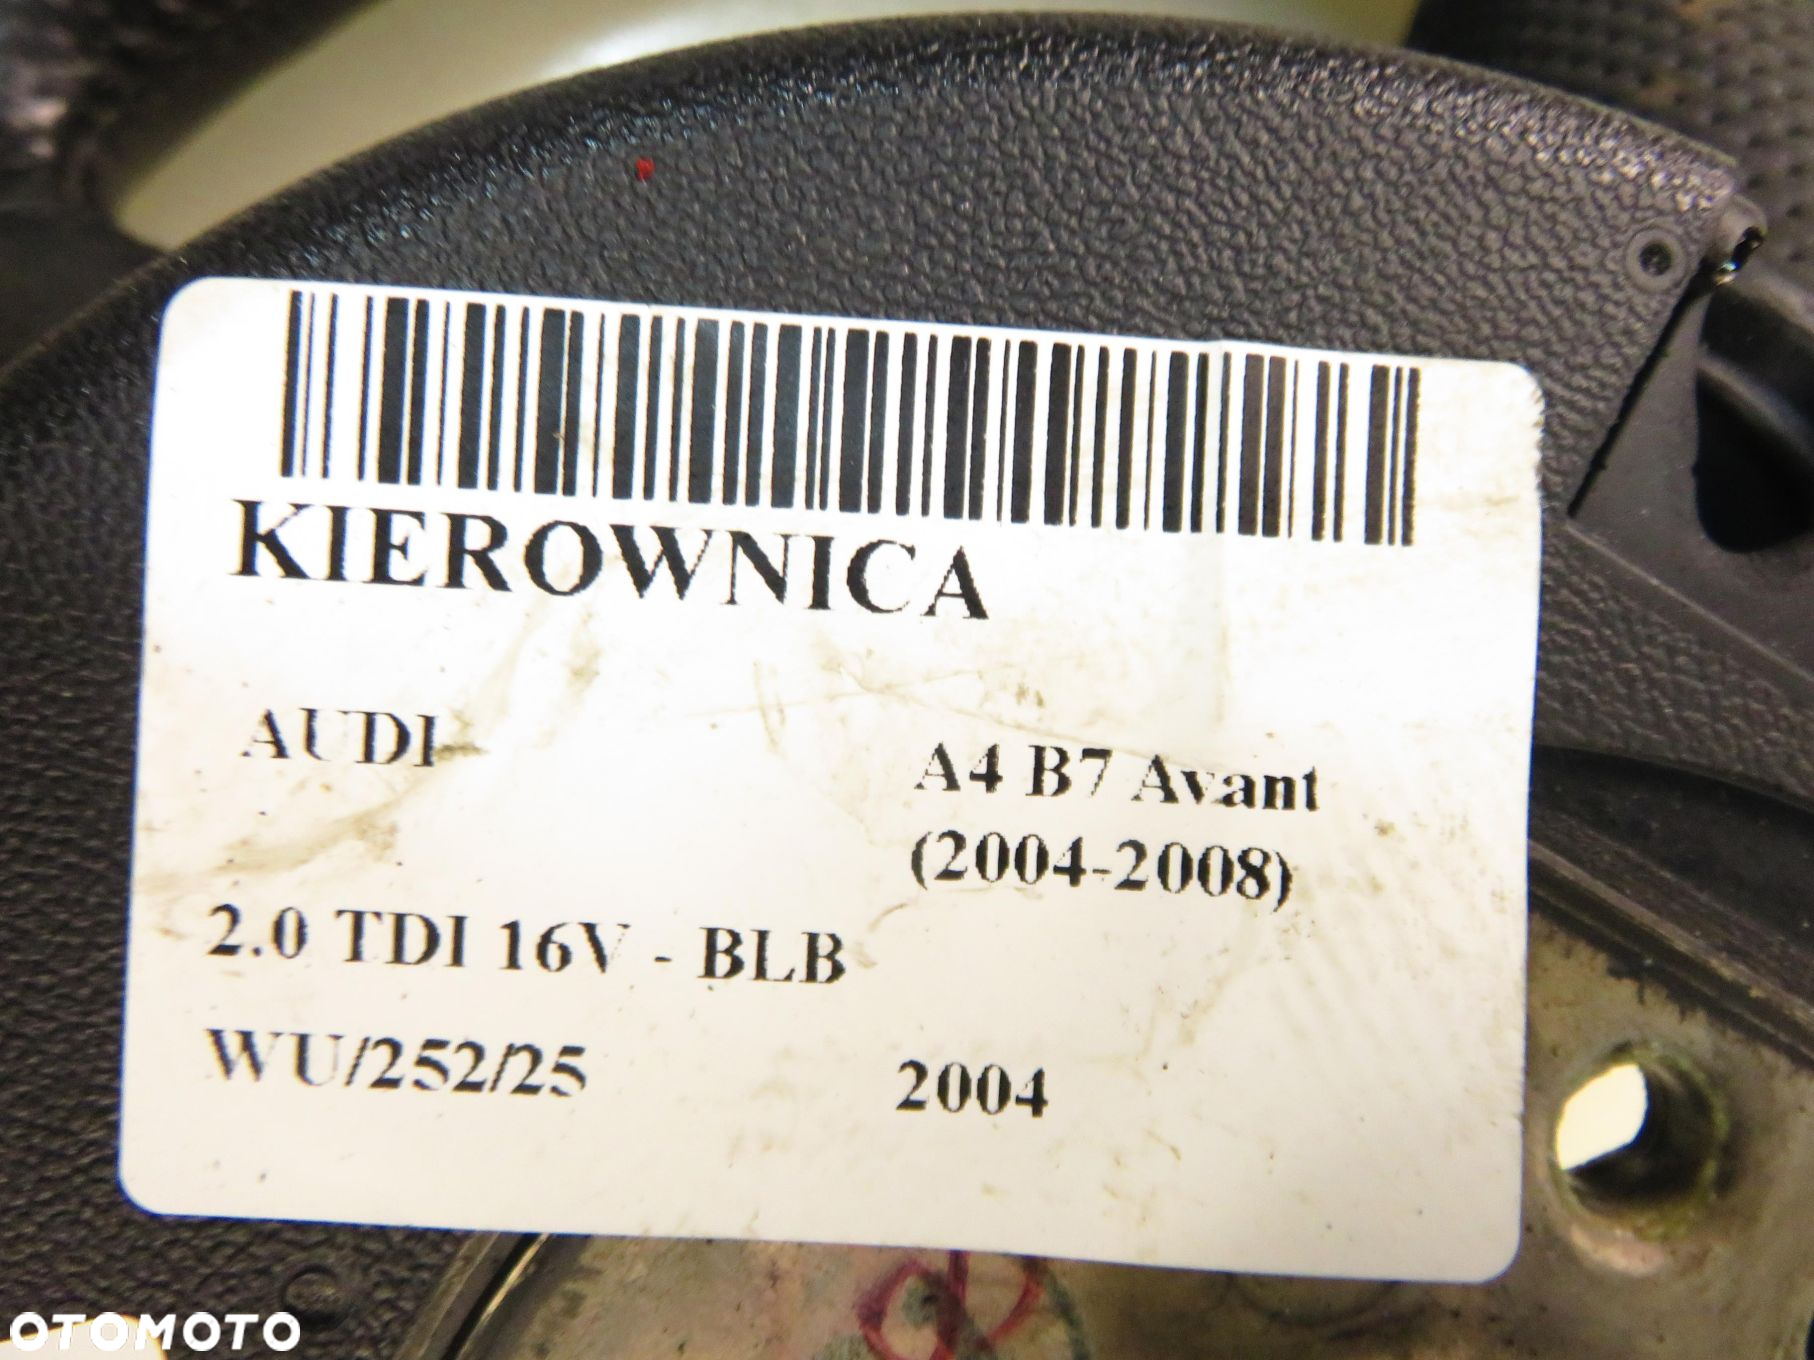 KIEROWNICA
AUDI
A4 B7 Avant
(2004-2008)
2.0 TDI 16V - BLB
WU/252/25
2004
OTOMOTO